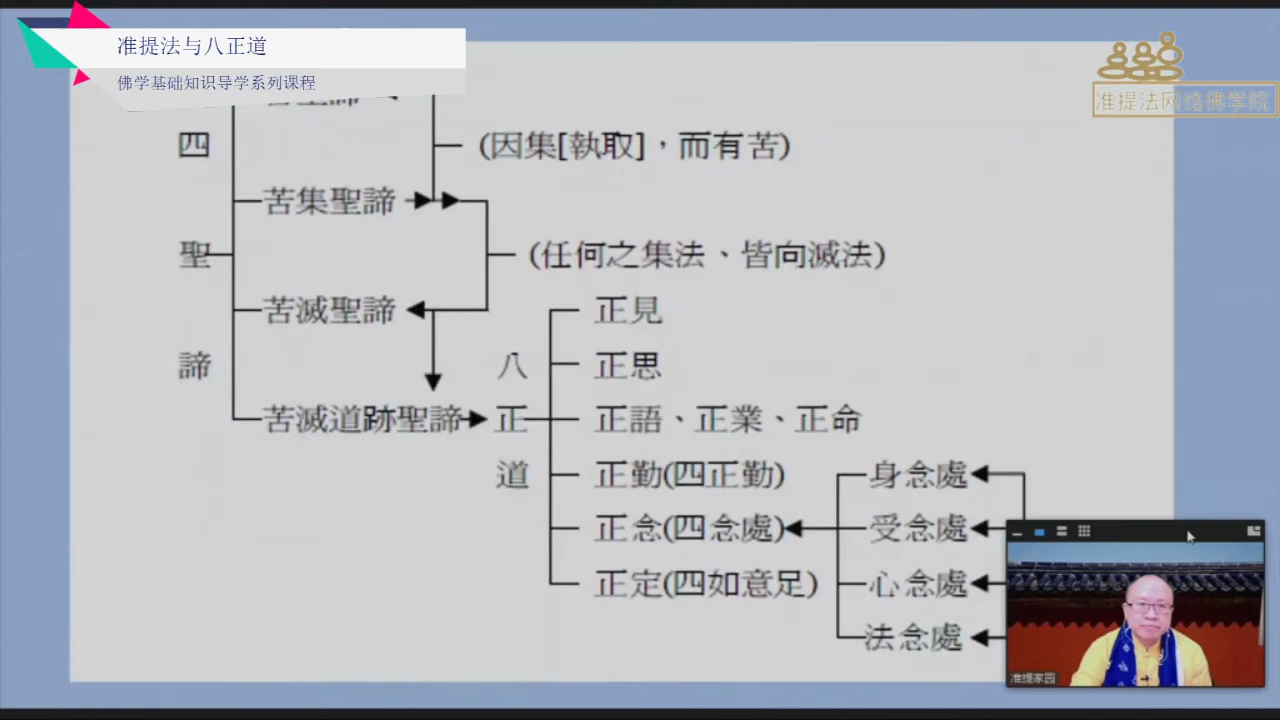 准提法与八正道
佛学基础知识导学系列课程
准提法网络佛学院
四聖諦
(因集[執取]，而有苦)
苦集聖諦
(任何之集法、皆向滅法)
苦滅聖諦
苦滅道跡聖諦
八正道
正見
正思
正語、正業、正命
正勤(四正勤)
正念(四念處)
正定(四如意足)
身念處
受念處
心念處
法念處
准提家园